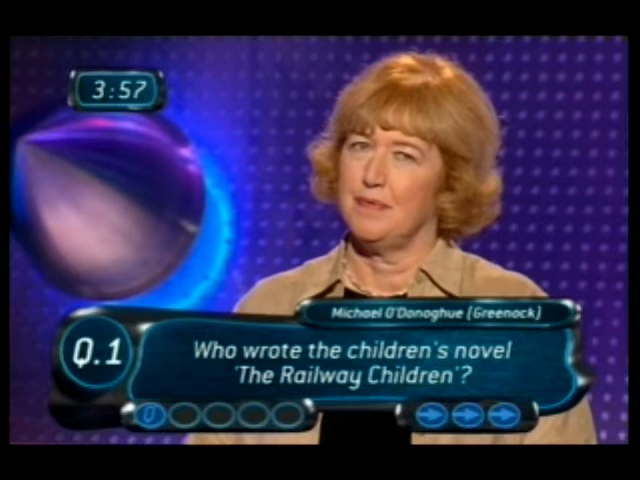 3:57
Michael O'Donoghue (Greenock)
Q.1
Who wrote the children's novel
'The Railway Children'?
0